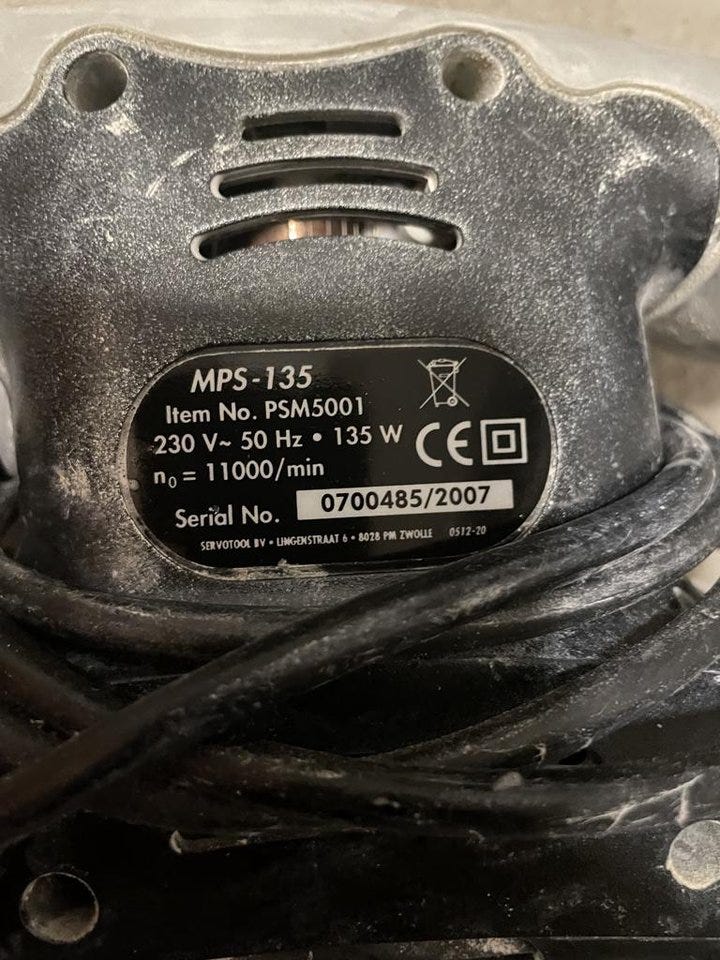 MPS-135
Item No. PSM5001
230 V~ 50 Hz • 135 W
CE
n₀ = 11000/min
Serial No. 0700485/2007
SERVOTOOL BV • LINGENSTRAAT 6 • 8028 PM ZWOLLE 0512-20